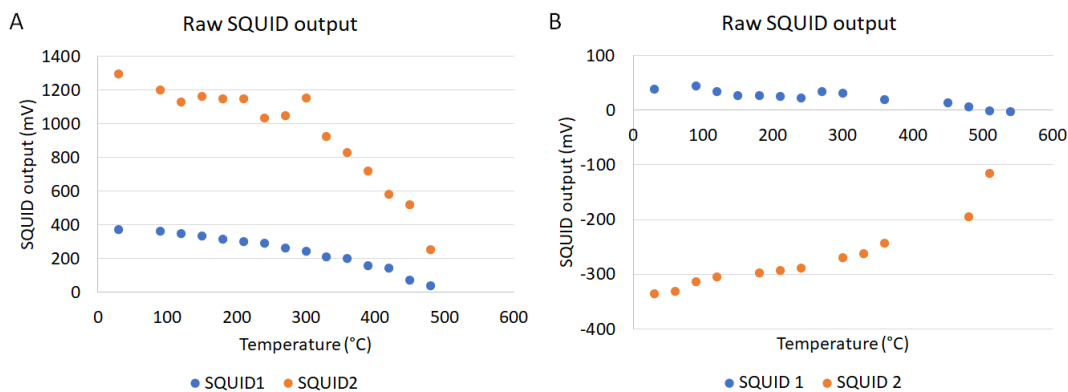 A
Raw SQUID output
SQUID output (mV)
1400
1200
1000
800
600
400
200
0
0 100 200 300 400 500 600
Temperature (°C)
SQUID1 SQUID2
B
Raw SQUID output
SQUID output (mV)
100
0
-100
-200
-300
-400
0 100 200 300 400 500 600
Temperature (°C)
SQUID 1 SQUID 2